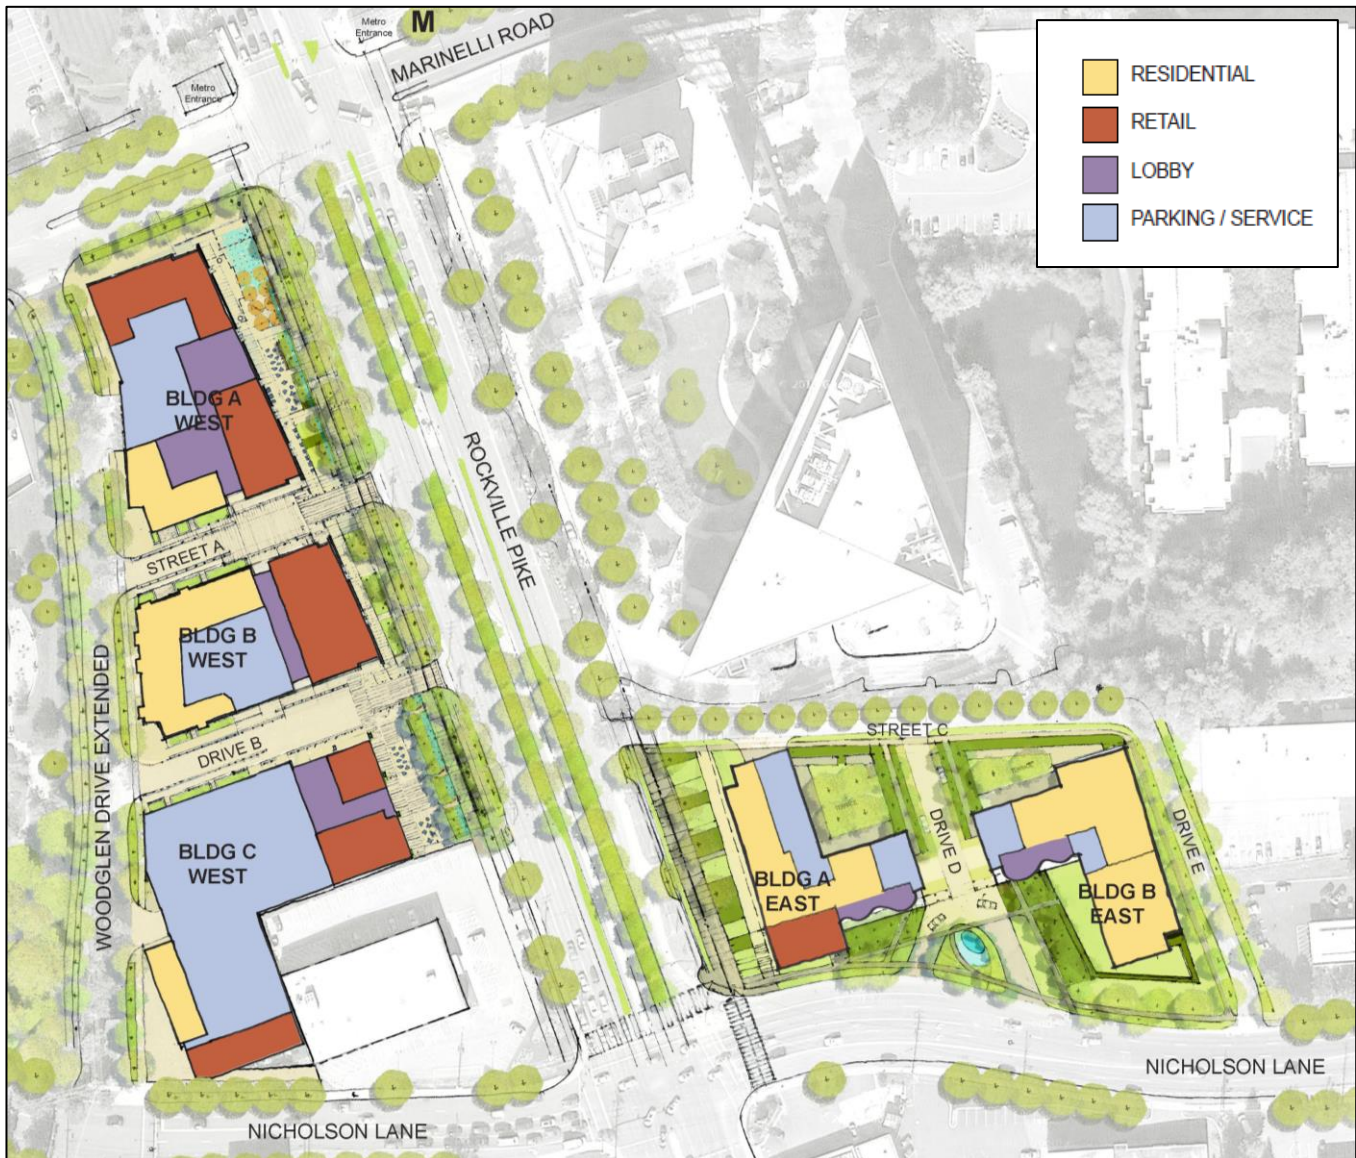 Metro
Entrance
M
MARINELLI ROAD
Metro
Entrance
RESIDENTIAL
RETAIL
LOBBY
PARKING / SERVICE
BLDG A
WEST
ROCKVILLE PIKE
STREET A
BLDG B
WEST
WOODGLEN DRIVE EXTENDED
DRIVE B
STREET C
BLDG C
WEST
DRIVE D
DRIVE E
BLDG A
EAST
BLDG B
EAST
NICHOLSON LANE
NICHOLSON LANE